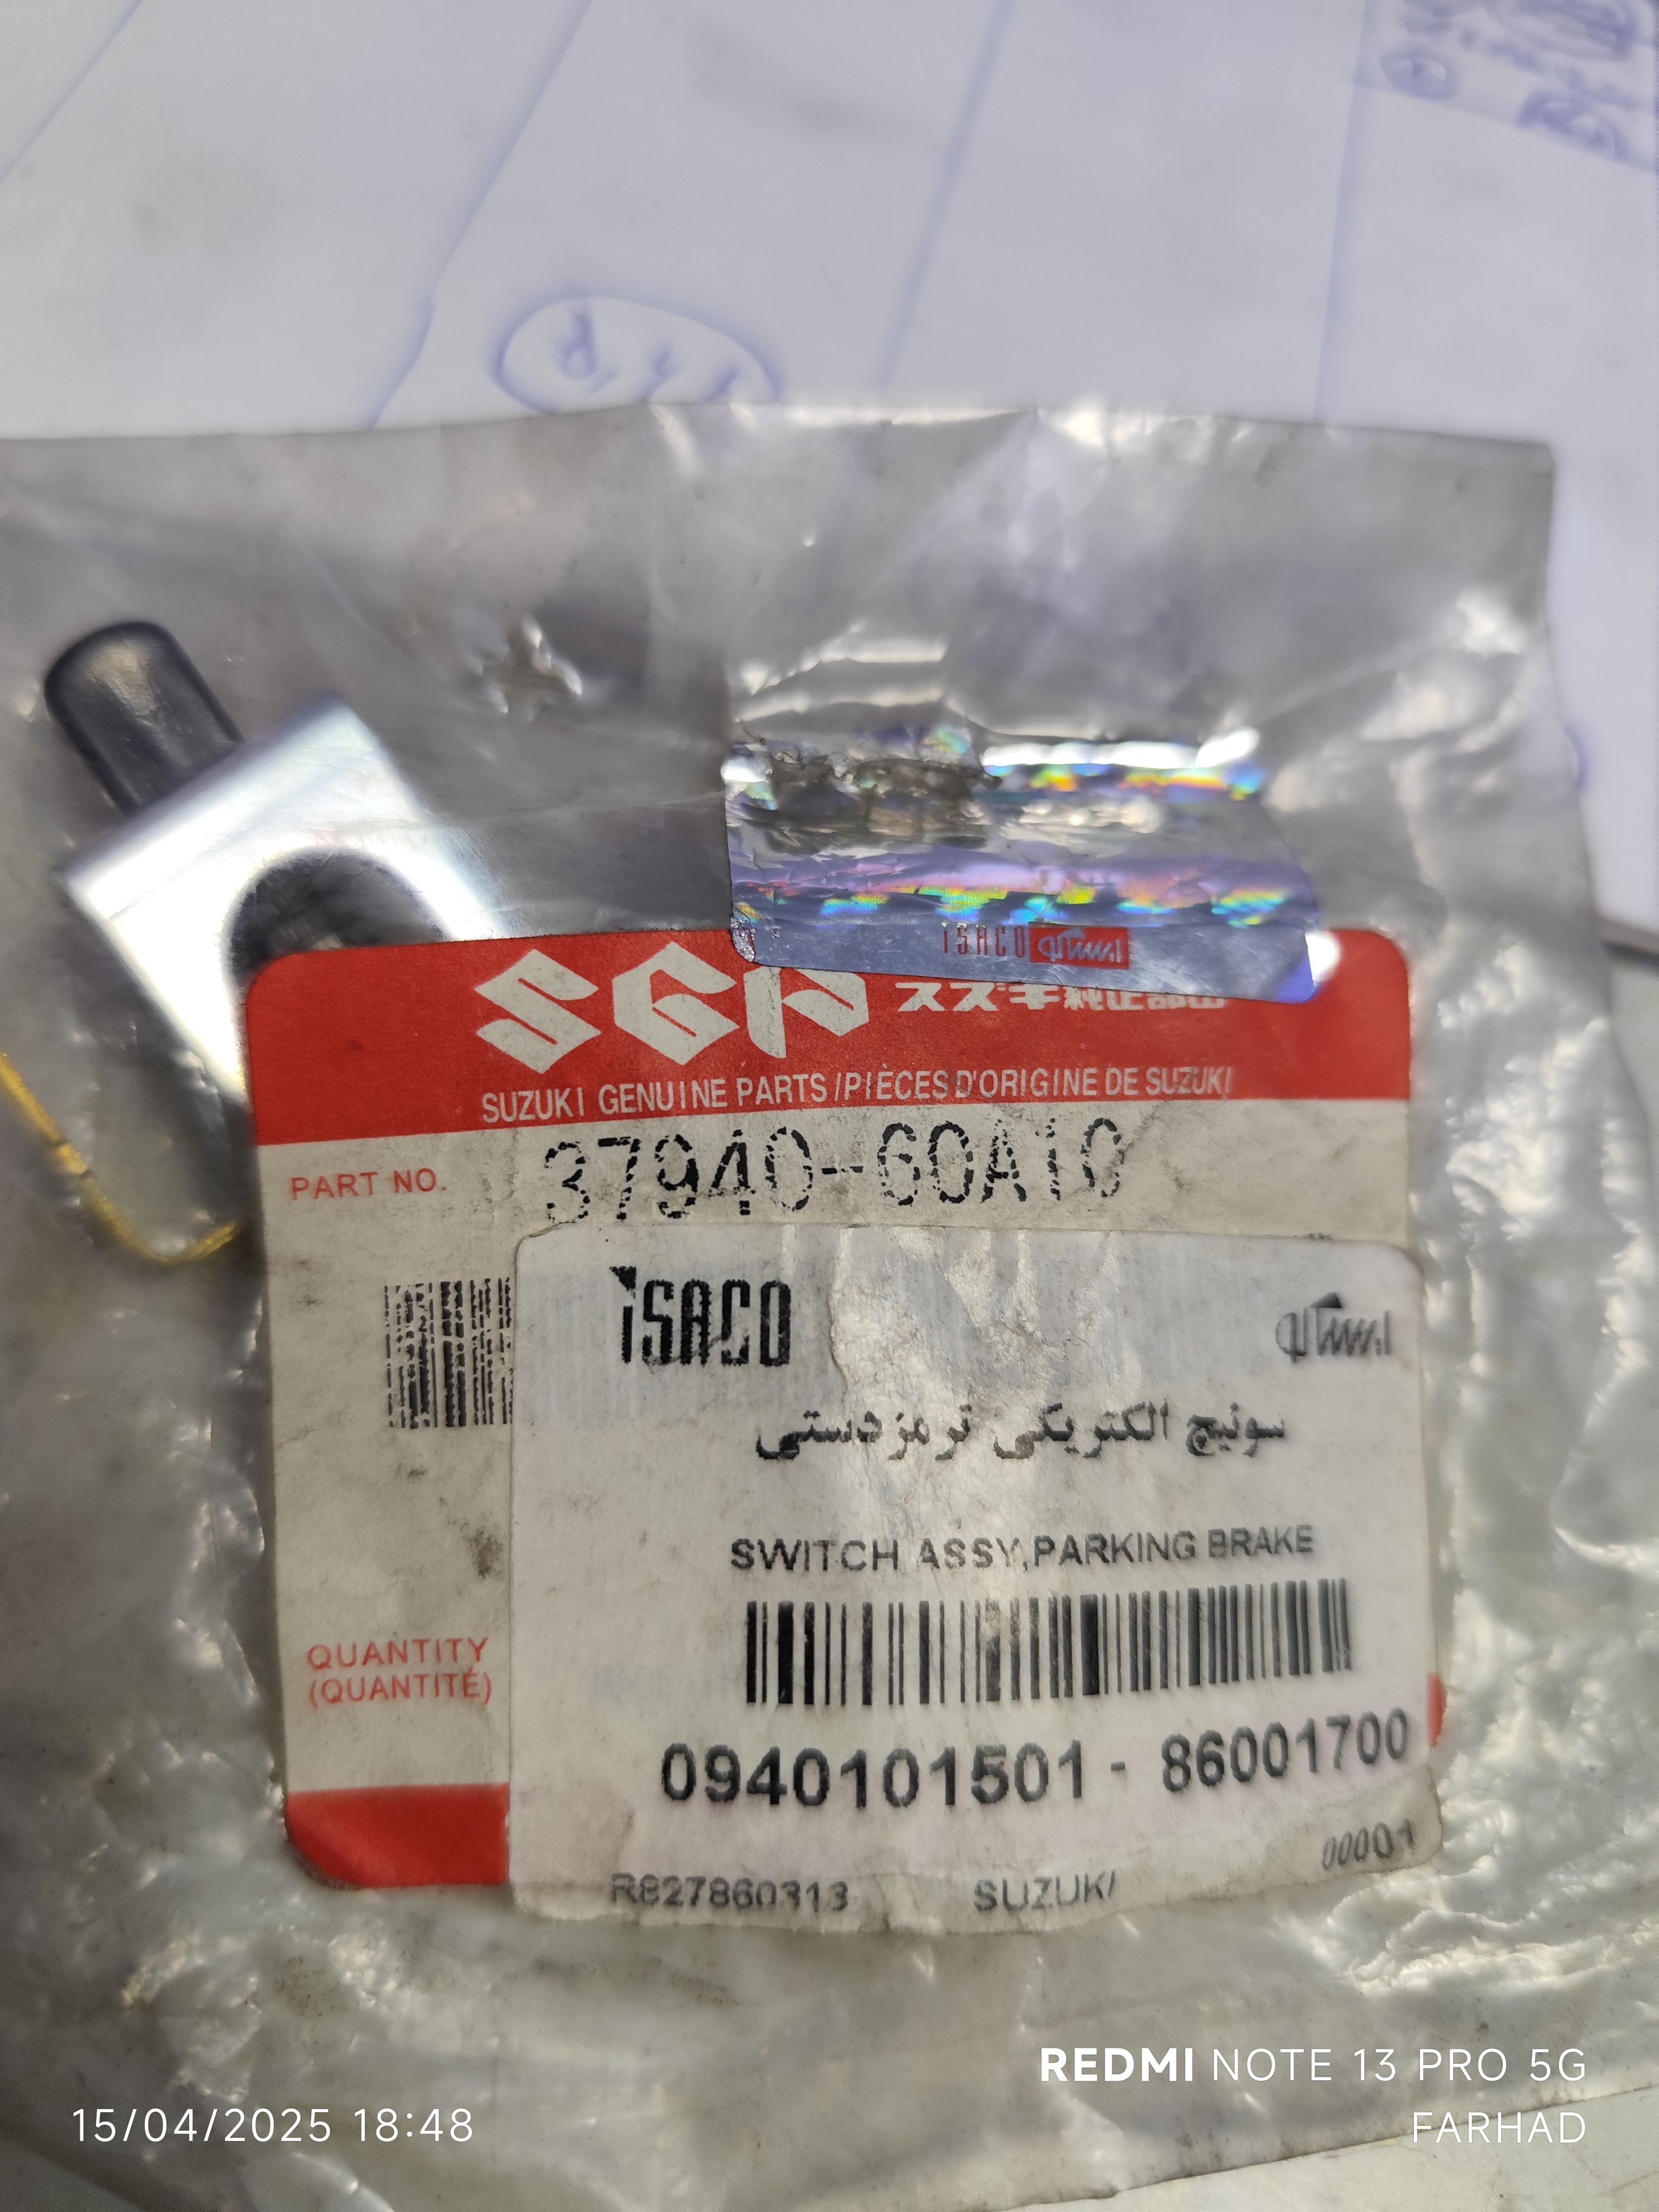 ISACO ایساکو
SGP スズキ純正部品
SUZUKI GENUINE PARTS/PIÈCES D'ORIGINE DE SUZUKI
PART NO. 37940-60A10
ISACO ایساکو
سوئیچ الکتریکی ترمزدستی
SWITCH ASSY,PARKING BRAKE
QUANTITY
(QUANTITÉ)
0940101501 - 86001700
00001
R827860313 SUZUKI
REDMI NOTE 13 PRO 5G
15/04/2025 18:48 FARHAD